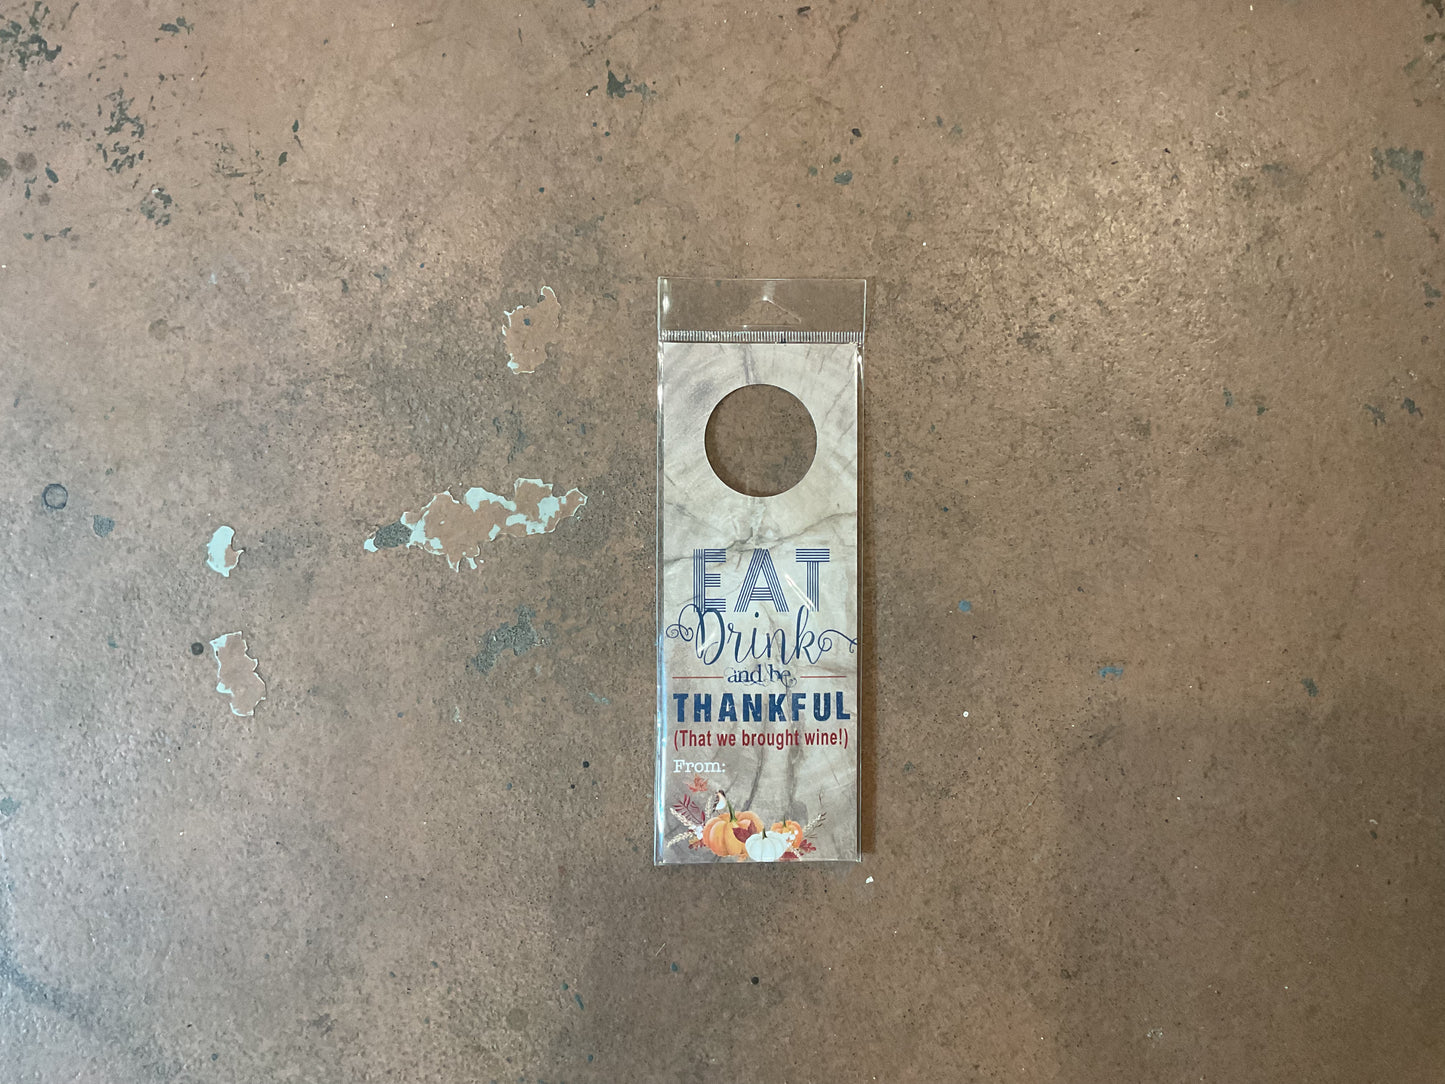 EAT
Drink
and be
THANKFUL
(That we brought wine!)
From: